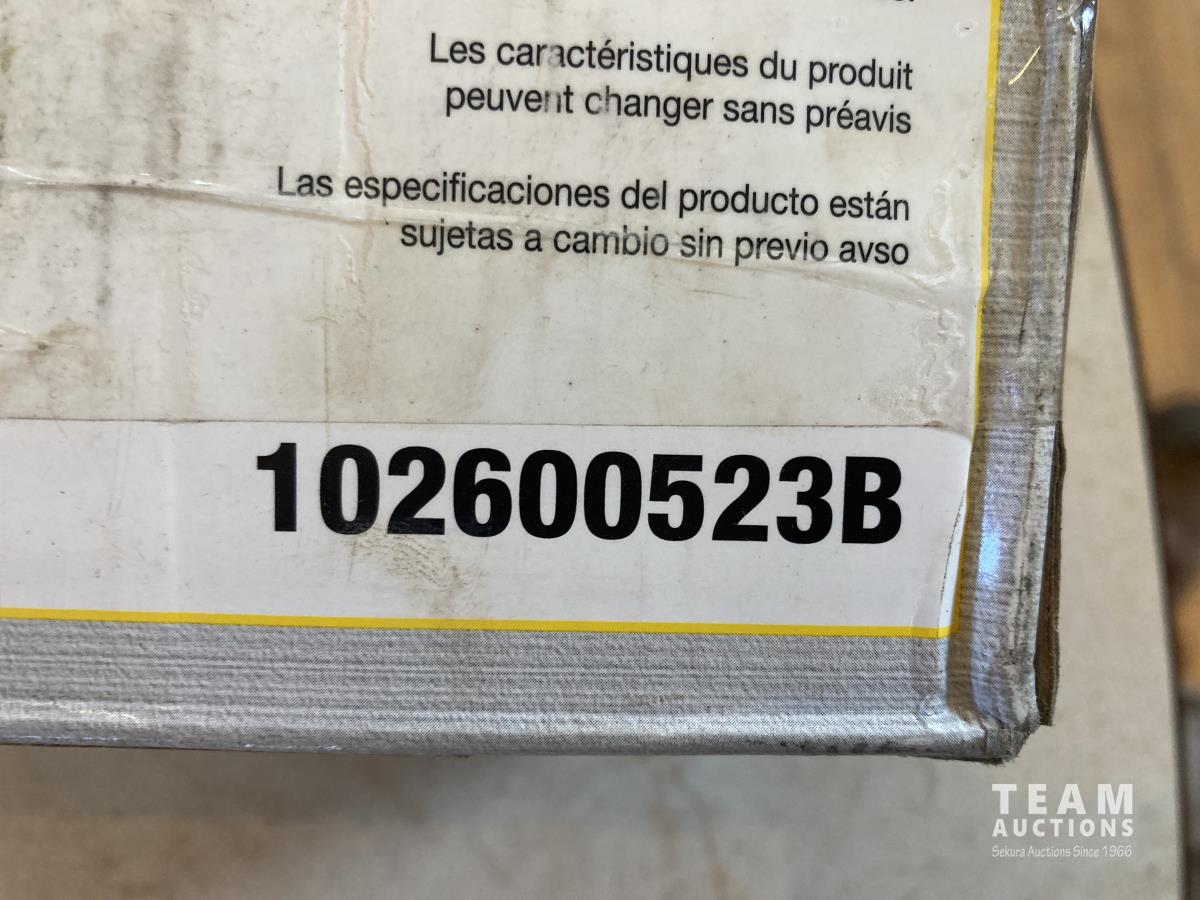 Les caractéristiques du produit
peuvent changer sans préavis
Las especificaciones del producto están
sujetas a cambio sin previo avso
102600523B
TEAM
AUCTIONS
Sekura Auctions Since 1966